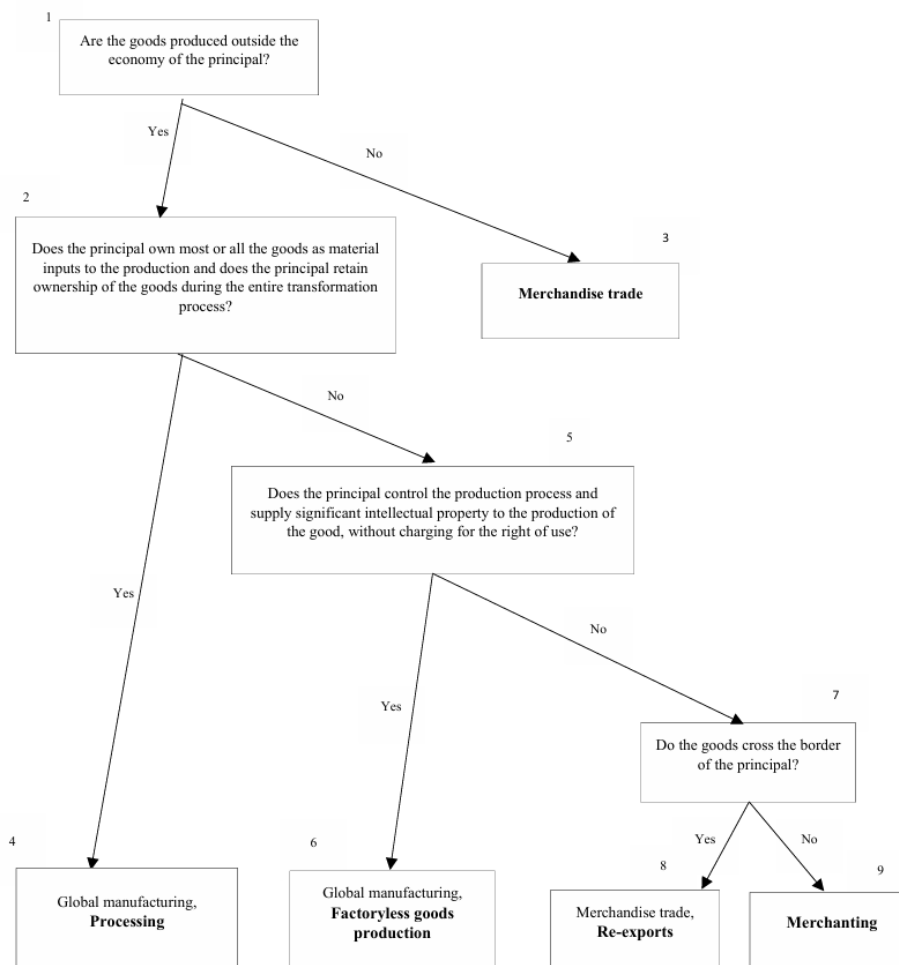 1
Are the goods produced outside the
economy of the principal?
Yes
No
2
Does the principal own most or all the goods as material
inputs to the production and does the principal retain
ownership of the goods during the entire transformation
process?
3
Merchandise trade
No
5
Does the principal control the production process and
supply significant intellectual property to the production of
the good, without charging for the right of use?
Yes
No
Yes
7
Do the goods cross the border
of the principal?
Yes
No
4
Global manufacturing,
Processing
6
Global manufacturing,
Factoryless goods
production
8
Merchandise trade,
Re-exports
9
Merchanting